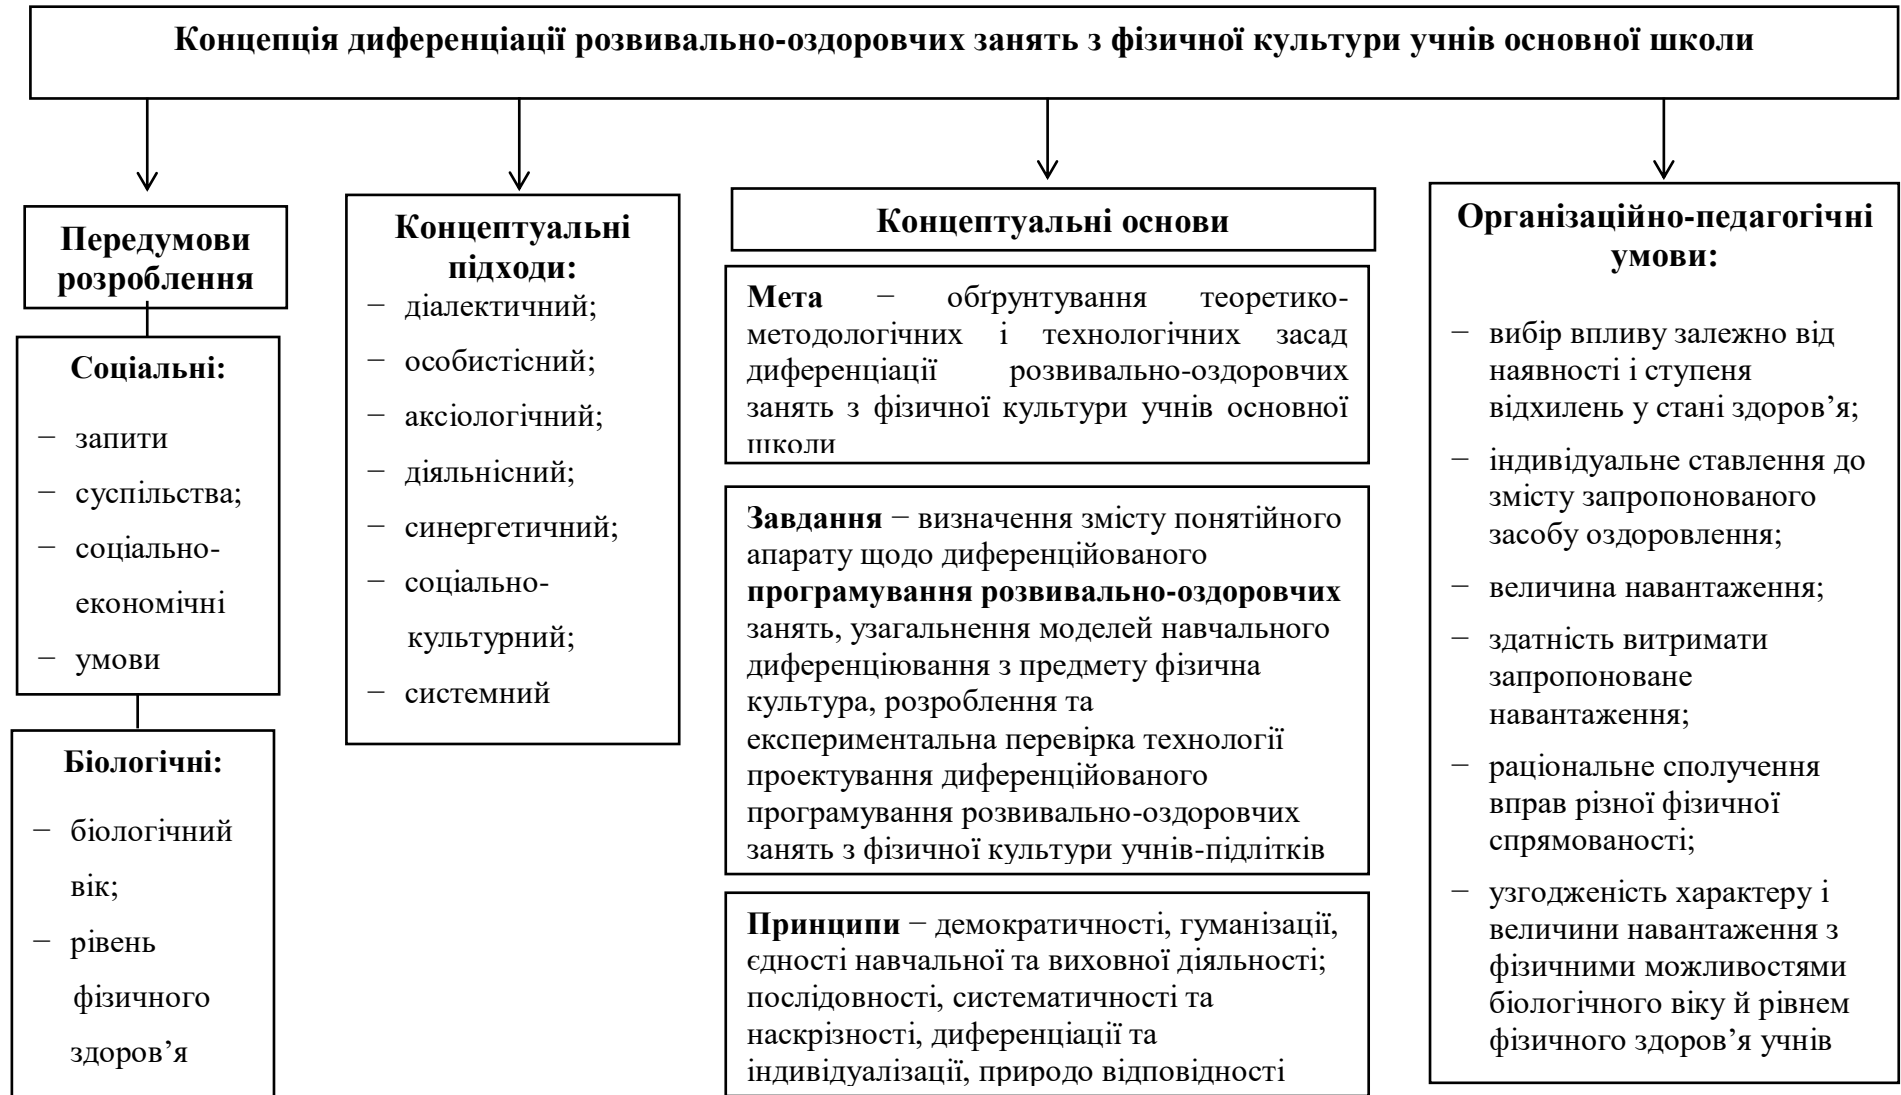 Концепція диференціації розвивально-оздоровчих занять з фізичної культури учнів основної школи
Передумови
розроблення
Соціальні:
− запити
− суспільства;
− соціально-
економічні
− умови
Біологічні:
− біологічний
вік;
− рівень
фізичного
здоров’я
Концептуальні
підходи:
− діалектичний;
− особистісний;
− аксіологічний;
− діяльнісний;
− синергетичний;
− соціально-
культурний;
− системний
Концептуальні основи
Мета − обґрунтування теоретико-
методологічних і технологічних засад
диференціації розвивально-оздоровчих
занять з фізичної культури учнів основної
школи
Завдання − визначення змісту понятійного
апарату щодо диференційованого
програмування розвивально-оздоровчих
занять, узагальнення моделей навчального
диференціювання з предмету фізична
культура, розроблення та
експериментальна перевірка технології
проектування диференційованого
програмування розвивально-оздоровчих
занять з фізичної культури учнів-підлітків
Принципи − демократичності, гуманізації,
єдності навчальної та виховної діяльності;
послідовності, систематичності та
наскрізності, диференціації та
індивідуалізації, природо відповідності
Організаційно-педагогічні
умови:
− вибір впливу залежно від
наявності і ступеня
відхилень у стані здоров’я;
− індивідуальне ставлення до
змісту запропонованого
засобу оздоровлення;
− величина навантаження;
− здатність витримати
запропоноване
навантаження;
− раціональне сполучення
вправ різної фізичної
спрямованості;
− узгодженість характеру і
величини навантаження з
фізичними можливостями
біологічного віку й рівнем
фізичного здоров’я учнів